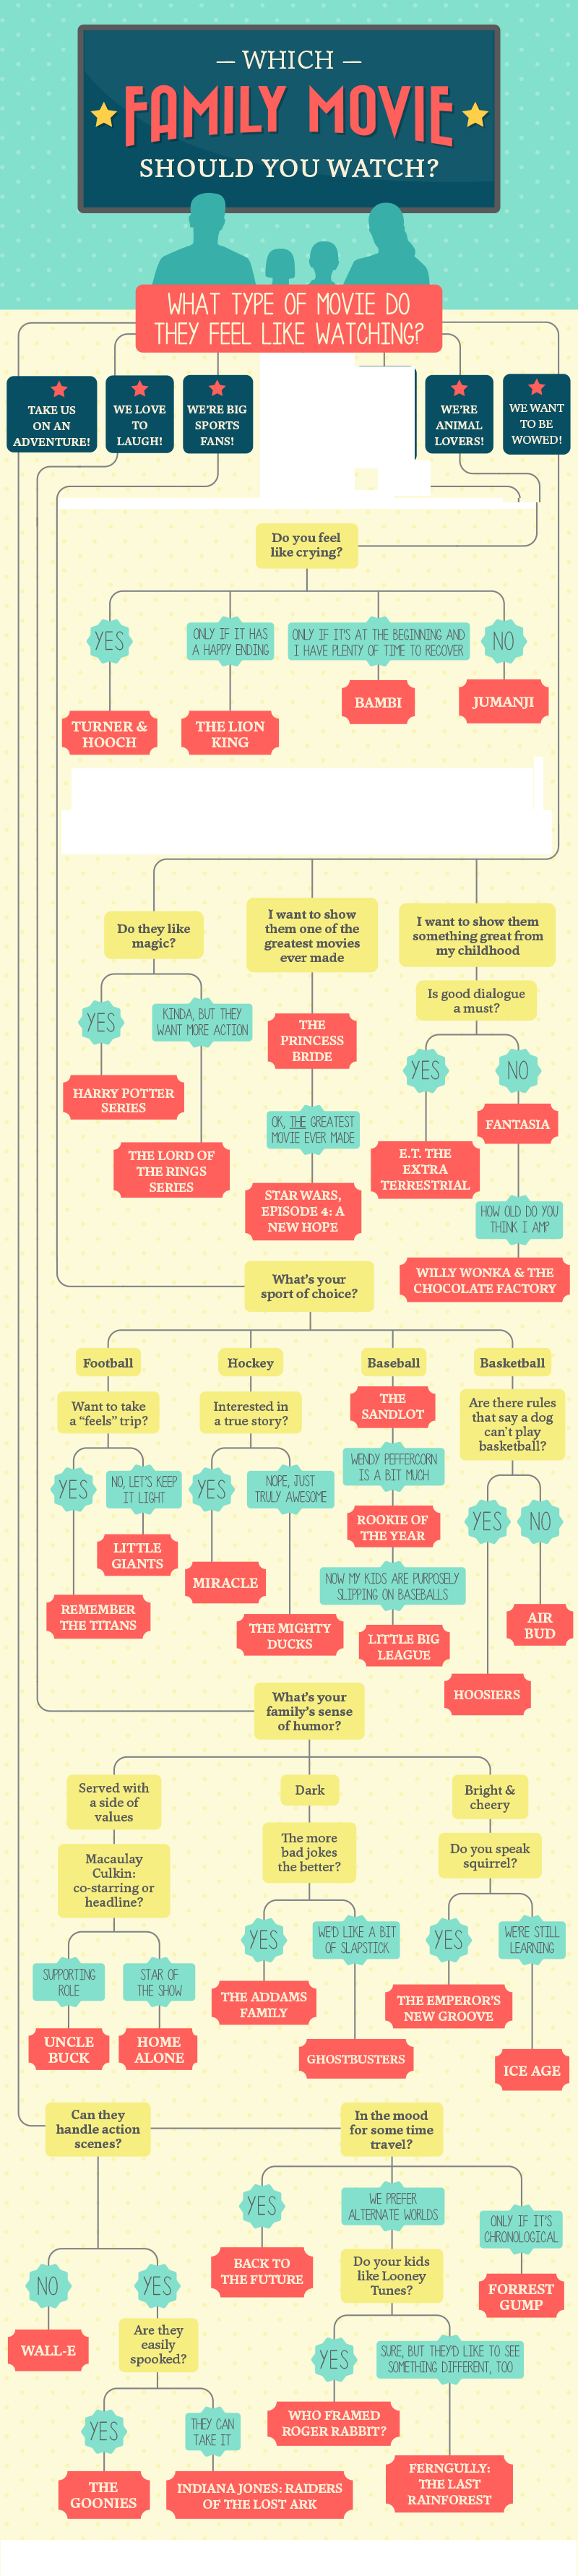 — WHICH —
FAMILY MOVIE
SHOULD YOU WATCH?
WHAT TYPE OF MOVIE DO
THEY FEEL LIKE WATCHING?
TAKE US
ON AN
ADVENTURE!
WE LOVE
TO
LAUGH!
WE'RE BIG
SPORTS
FANS!
WE'RE
ANIMAL
LOVERS!
WE WANT
TO BE
WOWED!
Do you feel
like crying?
YES
ONLY IF IT HAS
A HAPPY ENDING
ONLY IF IT'S AT THE BEGINNING AND
I HAVE PLENTY OF TIME TO RECOVER
NO
TURNER &
HOOCH
THE LION
KING
BAMBI
JUMANJI
Do they like
magic?
I want to show
them one of the
greatest movies
ever made
I want to show them
something great from
my childhood
Is good dialogue
a must?
YES
KINDA, BUT THEY
WANT MORE ACTION
THE
PRINCESS
BRIDE
YES
NO
HARRY POTTER
SERIES
THE LORD OF
THE RINGS
SERIES
OK, THE GREATEST
MOVIE EVER MADE
STAR WARS,
EPISODE 4: A
NEW HOPE
E.T. THE
EXTRA
TERRESTRIAL
FANTASIA
HOW OLD DO YOU
THINK I AM?
WILLY WONKA & THE
CHOCOLATE FACTORY
What's your
sport of choice?
Football
Hockey
Baseball
Basketball
Want to take
a "feels" trip?
Interested in
a true story?
THE
SANDLOT
Are there rules
that say a dog
can't play
basketball?
YES
NO, LET'S KEEP
IT LIGHT
YES
NOPE, JUST
TRULY AWESOME
WENDY PEFFERCORN
IS A BIT MUCH
YES
NO
LITTLE
GIANTS
REMEMBER
THE TITANS
MIRACLE
THE MIGHTY
DUCKS
ROOKIE OF
THE YEAR
NOW MY KIDS ARE PURPOSELY
SLIPPING ON BASEBALLS
LITTLE BIG
LEAGUE
AIR
BUD
HOOSIERS
What's your
family's sense
of humor?
Served with
a side of
values
Dark
Bright &
cheery
Macaulay
Culkin:
co-starring or
headline?
The more
bad jokes
the better?
Do you speak
squirrel?
SUPPORTING
ROLE
STAR OF
THE SHOW
YES
WE'D LIKE A BIT
OF SLAPSTICK
YES
WE'RE STILL
LEARNING
UNCLE
BUCK
HOME
ALONE
THE ADDAMS
FAMILY
GHOSTBUSTERS
THE EMPEROR'S
NEW GROOVE
ICE AGE
Can they
handle action
scenes?
In the mood
for some time
travel?
YES
WE PREFER
ALTERNATE WORLDS
ONLY IF IT'S
CHRONOLOGICAL
BACK TO
THE FUTURE
Do your kids
like Looney
Tunes?
FORREST
GUMP
NO
YES
WALL-E
Are they
easily
spooked?
YES
SURE, BUT THEY'D LIKE TO SEE
SOMETHING DIFFERENT, TOO
YES
THEY CAN
TAKE IT
WHO FRAMED
ROGER RABBIT?
THE
GOONIES
INDIANA JONES: RAIDERS
OF THE LOST ARK
FERNGULLY:
THE LAST
RAINFOREST